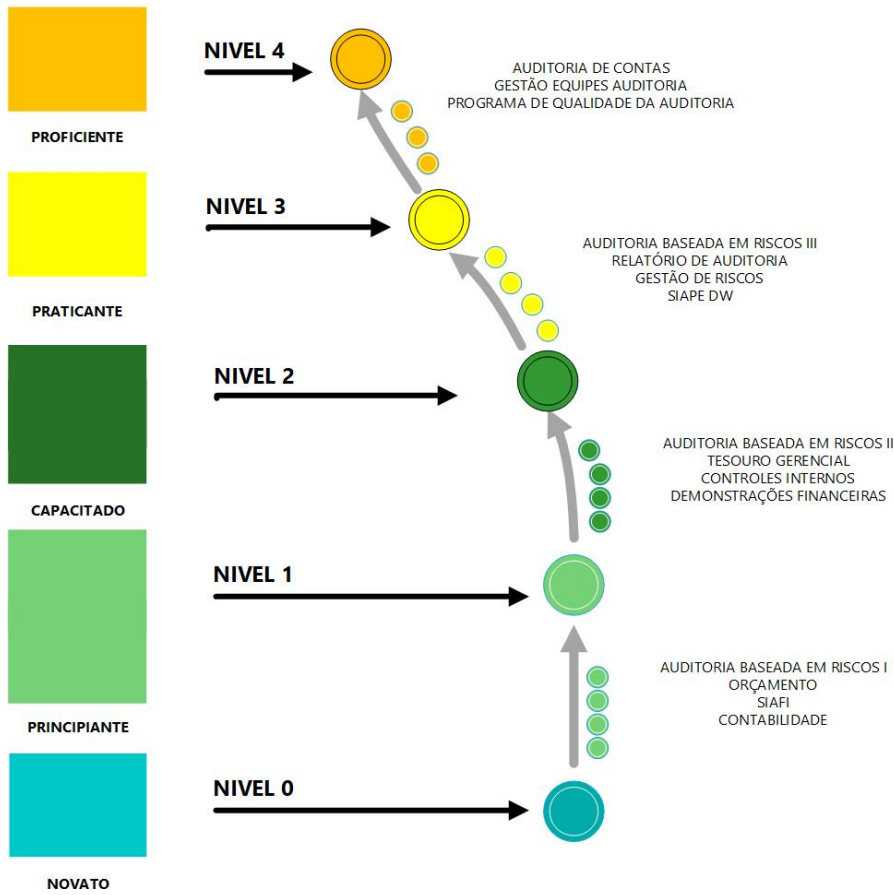 NIVEL 4
AUDITORIA DE CONTAS
GESTÃO EQUIPES AUDITORIA
PROGRAMA DE QUALIDADE DA AUDITORIA
PROFICIENTE
NIVEL 3
AUDITORIA BASEADA EM RISCOS III
RELATÓRIO DE AUDITORIA
GESTÃO DE RISCOS
SIAPE DW
PRATICANTE
NIVEL 2
AUDITORIA BASEADA EM RISCOS II
TESOURO GERENCIAL
CONTROLES INTERNOS
DEMONSTRAÇÕES FINANCEIRAS
CAPACITADO
NIVEL 1
AUDITORIA BASEADA EM RISCOS I
ORÇAMENTO
SIAFI
CONTABILIDADE
PRINCIPIANTE
NIVEL 0
NOVATO